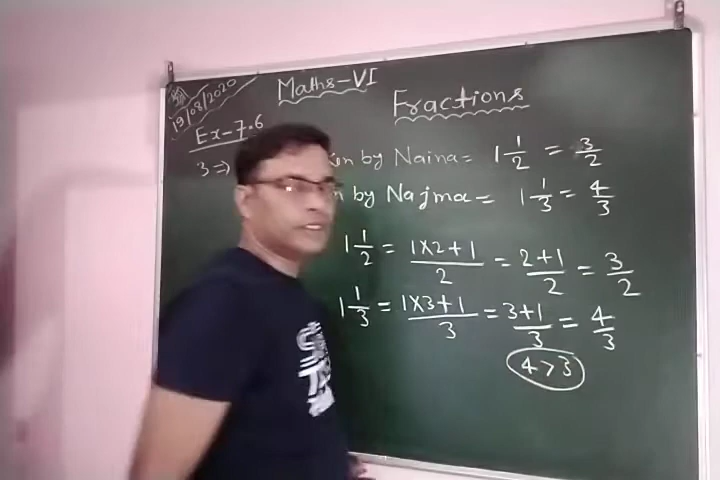 Maths-VI
19/08/2020
Fractions
Ex-7.6
3 ⇒ by Naina = 1 1/2 = 3/2
by Najma = 1 1/3 = 4/3
1 1/2 = 1×2+1/2 = 2+1/2 = 3/2
1 1/3 = 1×3+1/3 = 3+1/3 = 4/3
4 > 3